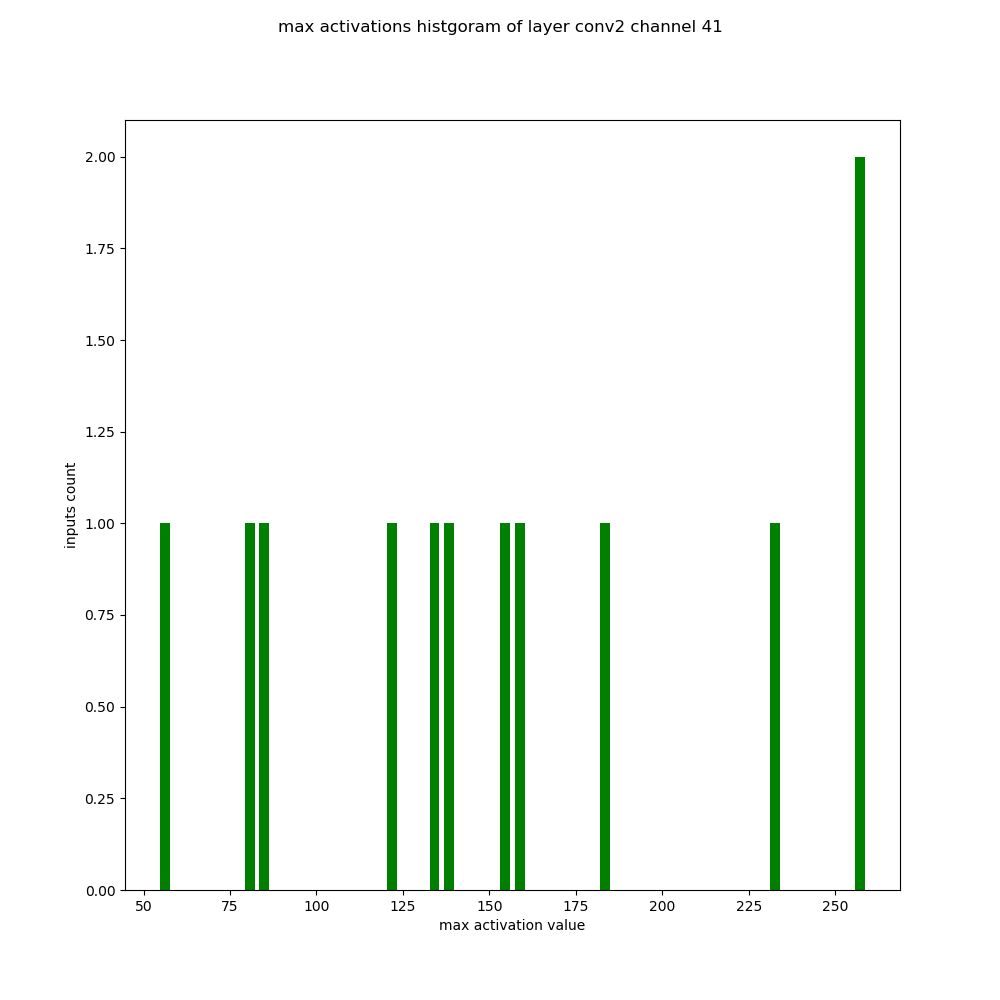 max activations histgoram of layer conv2 channel 41
2.00
1.75
1.50
1.25
1.00
0.75
0.50
0.25
0.00
inputs count
50 75 100 125 150 175 200 225 250
max activation value